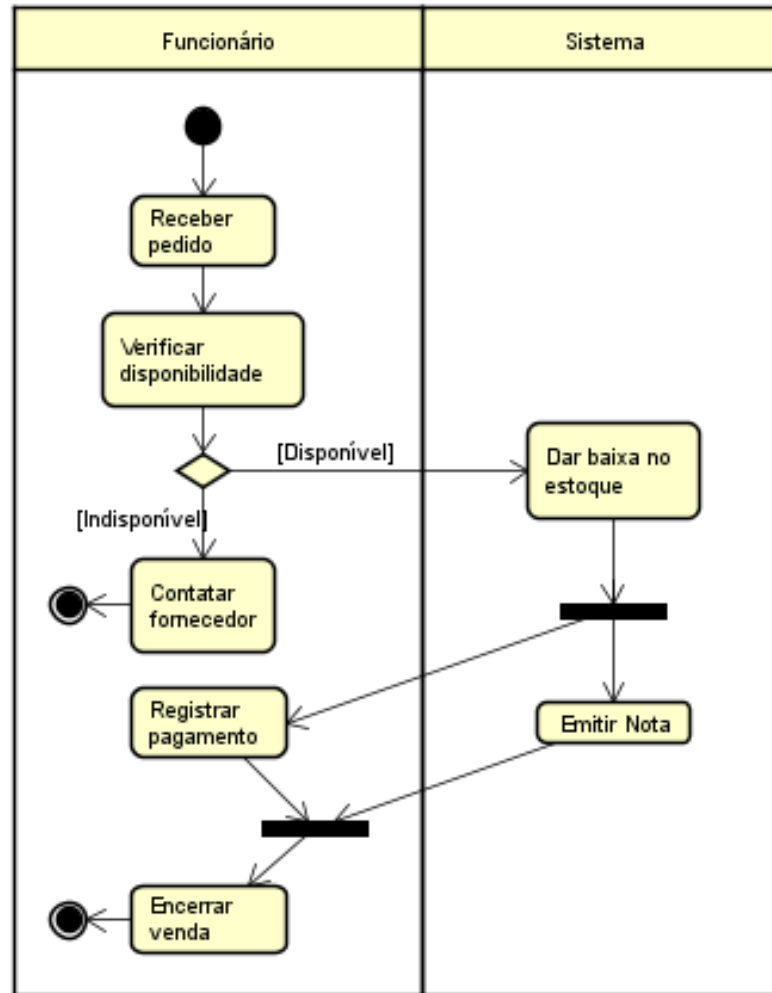 Funcionário
Sistema
Receber
pedido
Verificar
disponibilidade
[Disponível]
Dar baixa no
estoque
[Indisponível]
Contatar
fornecedor
Registrar
pagamento
Emitir Nota
Encerrar
venda